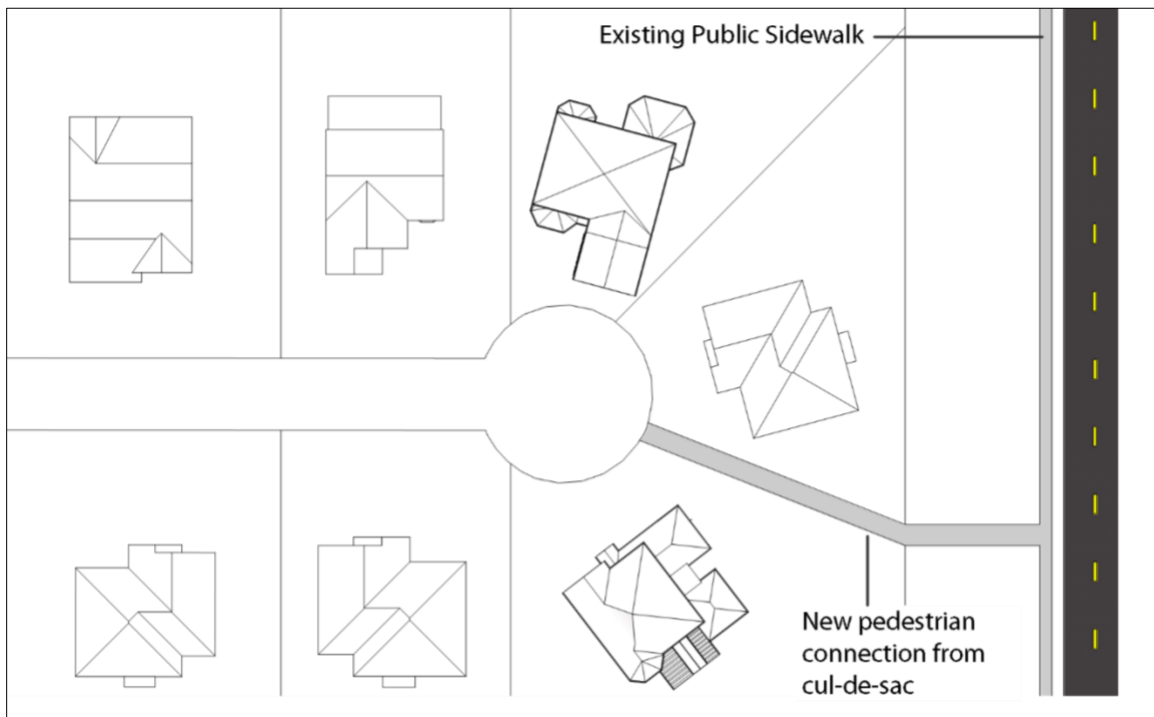 Existing Public Sidewalk
New pedestrian
connection from
cul-de-sac